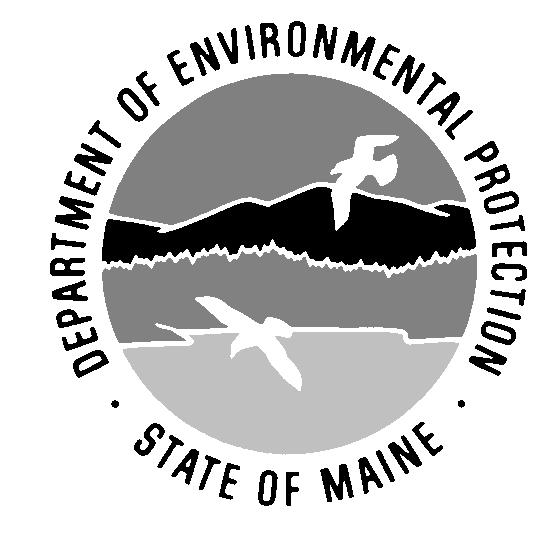 DEPARTMENT OF ENVIRONMENTAL PROTECTION
· STATE OF MAINE ·